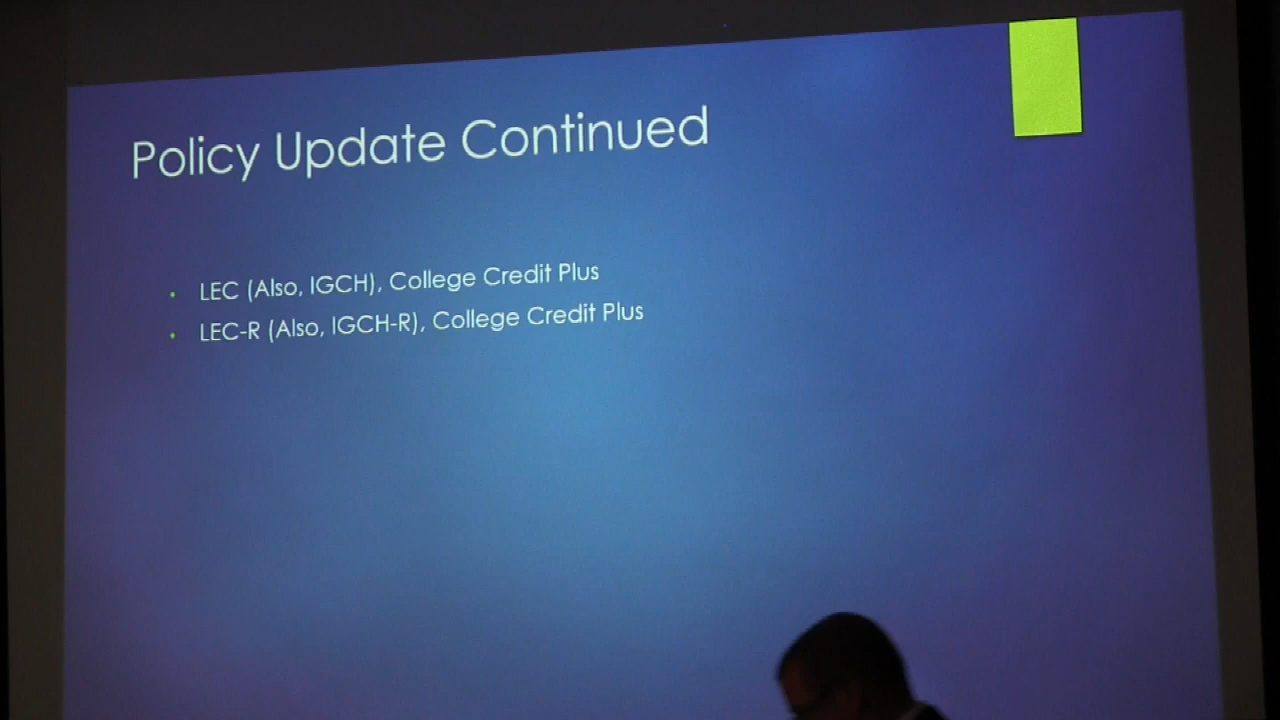 Policy Update Continued
LEC (Also, IGCH), College Credit Plus
LEC-R (Also, IGCH-R), College Credit Plus